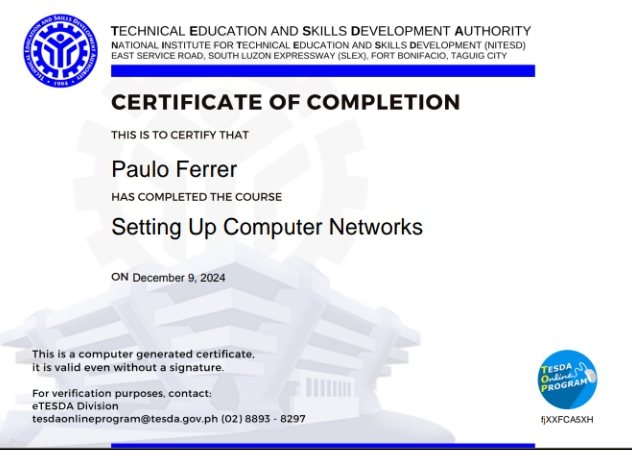 TECHNICAL EDUCATION AND SKILLS DEVELOPMENT AUTHORITY
NATIONAL INSTITUTE FOR TECHNICAL EDUCATION AND SKILLS DEVELOPMENT (NITESD)
EAST SERVICE ROAD, SOUTH LUZON EXPRESSWAY (SLEX), FORT BONIFACIO, TAGUIG CITY
TECHNICAL EDUCATION AND SKILLS DEVELOPMENT AUTHORITY
• 1994 •
CERTIFICATE OF COMPLETION
THIS IS TO CERTIFY THAT
Paulo Ferrer
HAS COMPLETED THE COURSE
Setting Up Computer Networks
ON December 9, 2024
This is a computer generated certificate,
it is valid even without a signature.
For verification purposes, contact:
eTESDA Division
tesdaonlineprogram@tesda.gov.ph (02) 8893 - 8297
TESDA
Online
PROGRAM
fjXXFCA5XH